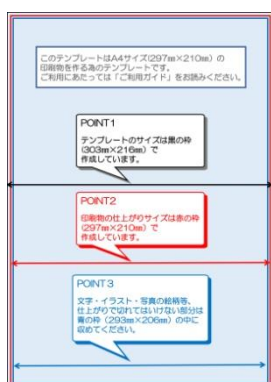 このテンプレートはA4サイズ(297㎜×210㎜)の
印刷物を作る為のテンプレートです。
ご利用にあたっては「ご利用ガイド」をお読みください。
POINT1
テンプレートのサイズは黒の枠
(303㎜×216㎜)で
作成しています。
POINT2
印刷物の仕上がりサイズは赤の枠
(297㎜×210㎜)で
作成しています。
POINT3
文字・イラスト・写真の絵柄等、
仕上がりで切れてはいけない部分は
青の枠(293㎜×206㎜)の中に
収めてください。